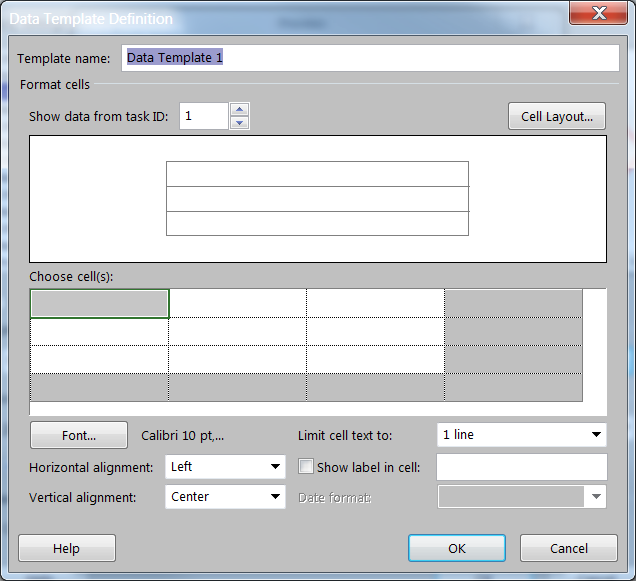 Data Template Definition
Template name: Data Template 1
Format cells
Show data from task ID: 1 Cell Layout...
Choose cell(s):
Font... Calibri 10 pt,... Limit cell text to: 1 line
Horizontal alignment: Left Show label in cell:
Vertical alignment: Center Date format:
Help OK Cancel